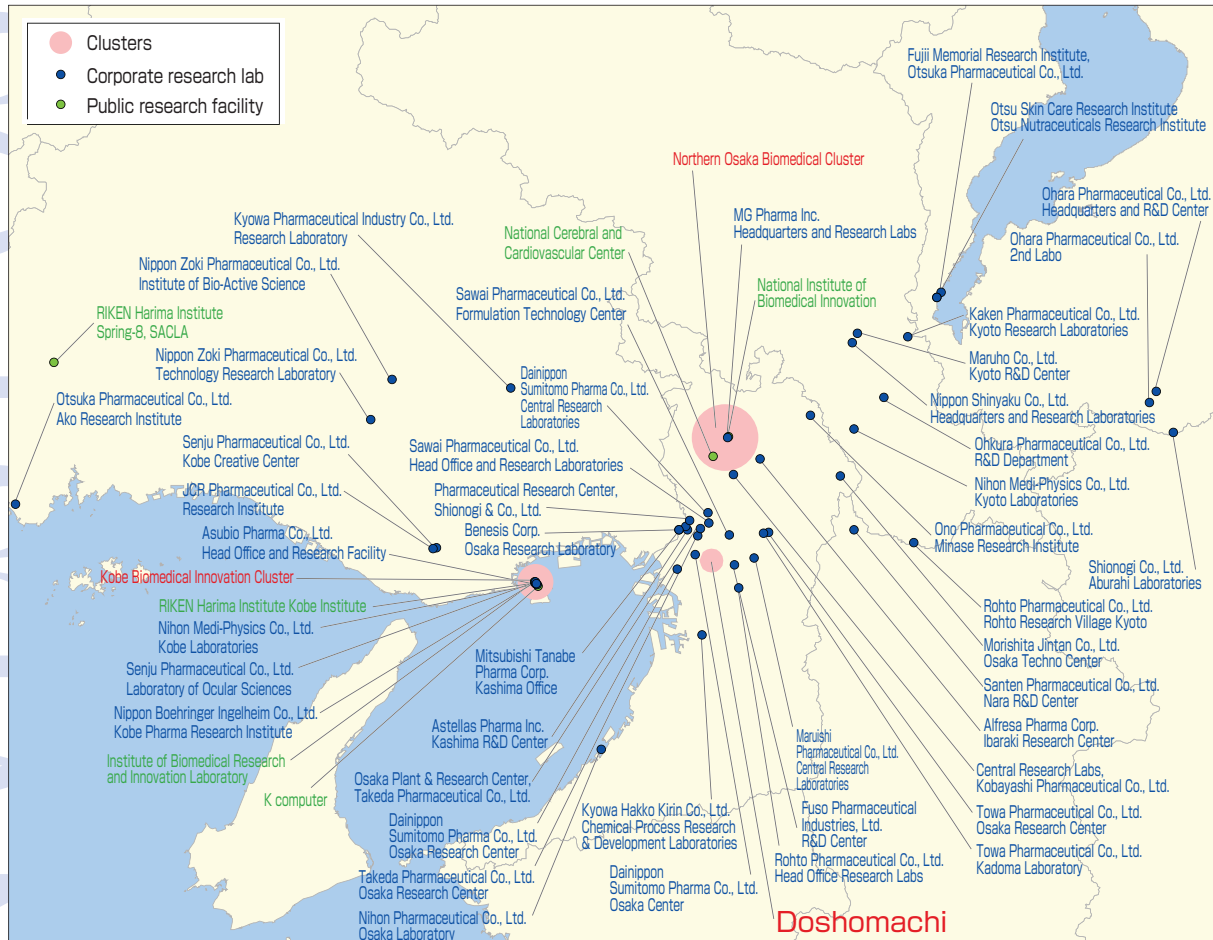 Clusters
Corporate research lab
Public research facility
Fujii Memorial Research Institute,
Otsuka Pharmaceutical Co., Ltd.
Otsu Skin Care Research Institute
Otsu Nutraceuticals Research Institute
Northern Osaka Biomedical Cluster
Ohara Pharmaceutical Co., Ltd.
Headquarters and R&D Center
Kyowa Pharmaceutical Industry Co., Ltd.
Research Laboratory
National Cerebral and
Cardiovascular Center
MG Pharma Inc.
Headquarters and Research Labs
Ohara Pharmaceutical Co., Ltd.
2nd Labo
Nippon Zoki Pharmaceutical Co., Ltd.
Institute of Bio-Active Science
Sawai Pharmaceutical Co., Ltd.
Formulation Technology Center
National Institute of
Biomedical Innovation
RIKEN Harima Institute
Spring-8, SACLA
Kaken Pharmaceutical Co., Ltd.
Kyoto Research Laboratories
Nippon Zoki Pharmaceutical Co., Ltd.
Technology Research Laboratory
Maruho Co., Ltd.
Kyoto R&D Center
Dainippon
Sumitomo Pharma Co., Ltd.
Central Research
Laboratories
Otsuka Pharmaceutical Co., Ltd.
Ako Research Institute
Nippon Shinyaku Co., Ltd.
Headquarters and Research Laboratories
Senju Pharmaceutical Co., Ltd.
Kobe Creative Center
Sawai Pharmaceutical Co., Ltd.
Head Office and Research Laboratories
Ohkura Pharmaceutical Co., Ltd.
R&D Department
JCR Pharmaceutical Co., Ltd.
Research Institute
Pharmaceutical Research Center,
Shionogi & Co., Ltd.
Nihon Medi-Physics Co., Ltd.
Kyoto Laboratories
Asubio Pharma Co., Ltd.
Head Office and Research Facility
Benesis Corp.
Osaka Research Laboratory
Ono Pharmaceutical Co., Ltd.
Minase Research Institute
Kobe Biomedical Innovation Cluster
Shionogi Co., Ltd.
Aburahi Laboratories
RIKEN Harima Institute Kobe Institute
Rohto Pharmaceutical Co., Ltd.
Rohto Research Village Kyoto
Nihon Medi-Physics Co., Ltd.
Kobe Laboratories
Mitsubishi Tanabe
Pharma Corp.
Kashima Office
Morishita Jintan Co., Ltd.
Osaka Techno Center
Senju Pharmaceutical Co., Ltd.
Laboratory of Ocular Sciences
Santen Pharmaceutical Co., Ltd.
Nara R&D Center
Nippon Boehringer Ingelheim Co., Ltd.
Kobe Pharma Research Institute
Astellas Pharma Inc.
Kashima R&D Center
Alfresa Pharma Corp.
Ibaraki Research Center
Maruishi
Pharmaceutical Co., Ltd.
Central Research
Laboratories
Institute of Biomedical Research
and Innovation Laboratory
Osaka Plant & Research Center,
Takeda Pharmaceutical Co., Ltd.
Central Research Labs,
Kobayashi Pharmaceutical Co., Ltd.
K computer
Kyowa Hakko Kirin Co., Ltd.
Chemical Process Research
& Development Laboratories
Fuso Pharmaceutical
Industries, Ltd.
R&D Center
Towa Pharmaceutical Co., Ltd.
Osaka Research Center
Dainippon
Sumitomo Pharma Co., Ltd.
Osaka Research Center
Towa Pharmaceutical Co., Ltd.
Kadoma Laboratory
Rohto Pharmaceutical Co., Ltd.
Head Office Research Labs
Takeda Pharmaceutical Co., Ltd.
Osaka Research Center
Dainippon
Sumitomo Pharma Co., Ltd.
Osaka Center
Nihon Pharmaceutical Co., Ltd.
Osaka Laboratory
Doshomachi